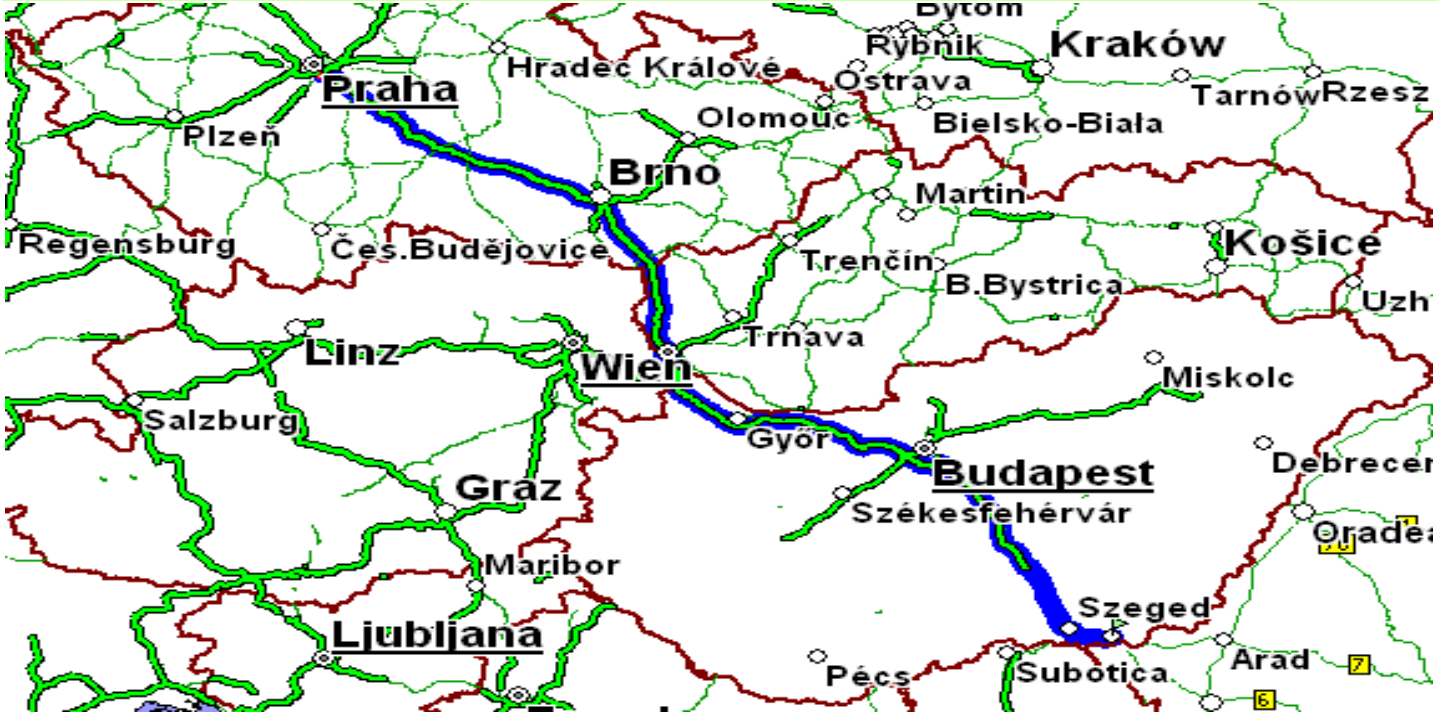 Bytom
Rybnik
Kraków
Hradec Králové
Ostrava
Praha
Tarnów
Rzesz
Olomouc
Bielsko-Biała
Plzeň
Brno
Martin
Regensburg
Čes.Budějovice
Trenčín
Košice
B.Bystrica
Uzh
Linz
Trnava
Wien
Miskolc
Salzburg
Győr
Debrecen
Budapest
Graz
Székesfehérvár
Oradea
Maribor
Szeged
Ljubljana
Arad
Subotica
Pécs
7
6